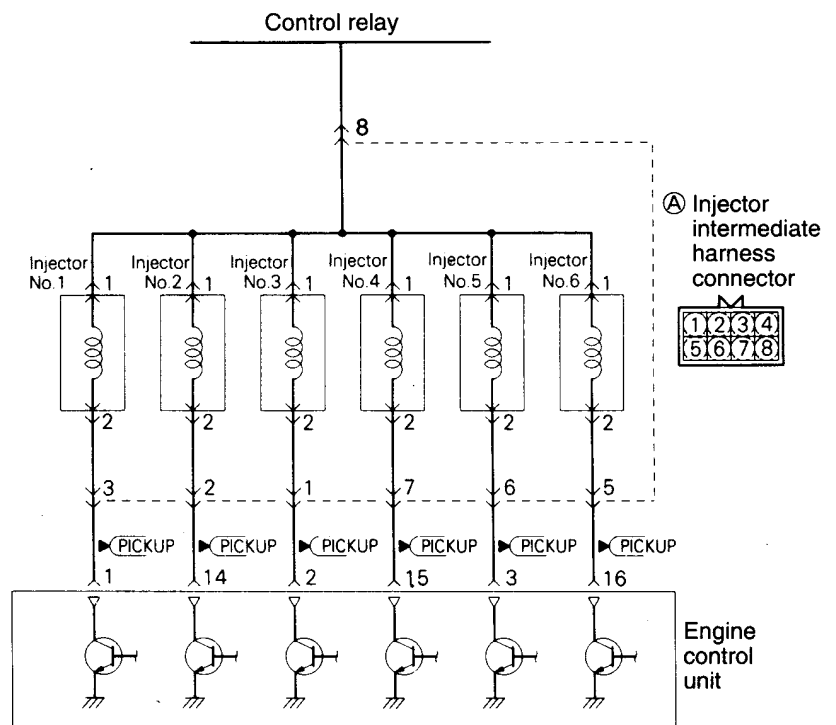 Control relay
8
Ⓐ Injector
intermediate
harness
connector
① ② ③ ④
⑤ ⑥ ⑦ ⑧
Injector No.1
Injector No.2
Injector No.3
Injector No.4
Injector No.5
Injector No.6
1 1 1 1 1 1
2 2 2 2 2 2
3 2 1 7 6 5
PICKUP PICKUP PICKUP PICKUP PICKUP PICKUP
1 14 2 15 3 16
Engine
control
unit